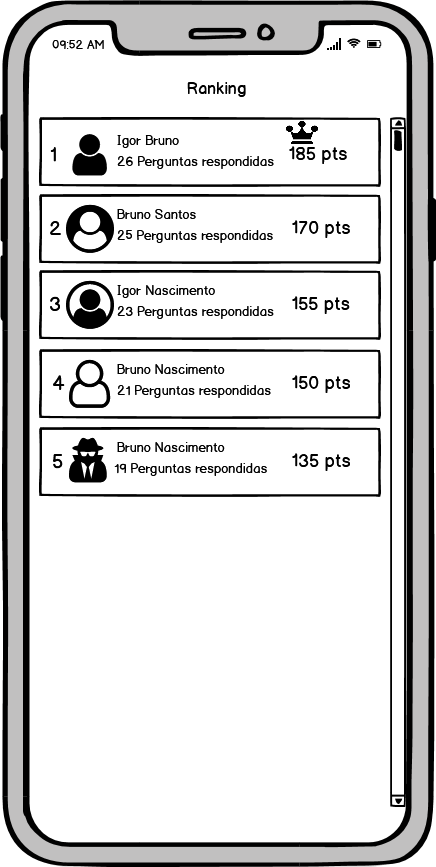 09:52 AM
Ranking
1
Igor Bruno
26 Perguntas respondidas
185 pts
2
Bruno Santos
25 Perguntas respondidas
170 pts
3
Igor Nascimento
23 Perguntas respondidas
155 pts
4
Bruno Nascimento
21 Perguntas respondidas
150 pts
5
Bruno Nascimento
19 Perguntas respondidas
135 pts